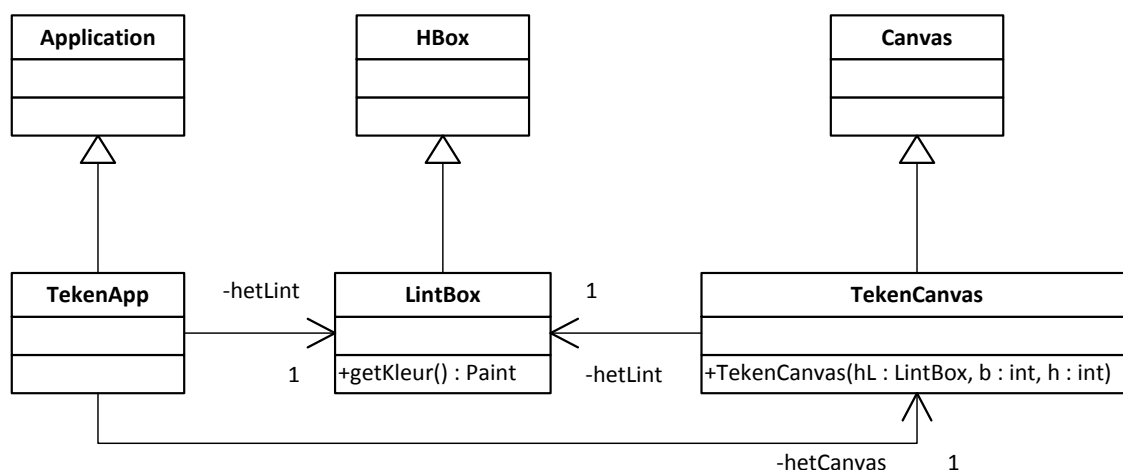 Application
HBox
Canvas
TekenApp
-hetLint
1
LintBox
+getKleur() : Paint
1
-hetLint
TekenCanvas
+TekenCanvas(hL : LintBox, b : int, h : int)
-hetCanvas 1